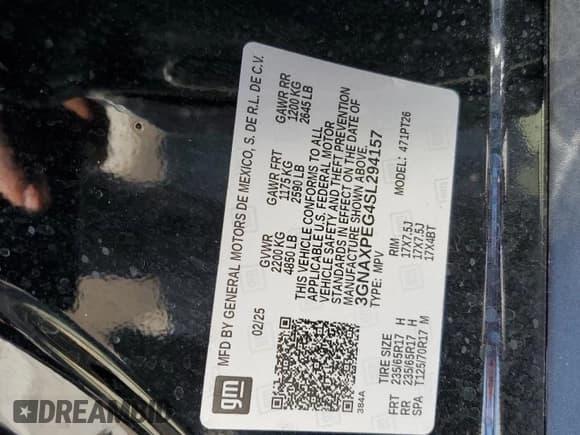 gm
MFD BY GENERAL MOTORS DE MEXICO, S. DE R.L. DE C.V.
02/25
GVWR GAWR FRT GAWR RR
2200 KG 1175 KG 1200 KG
4850 LB 2590 LB 2645 LB
THIS VEHICLE CONFORMS TO ALL
APPLICABLE U.S. FEDERAL MOTOR
VEHICLE SAFETY AND THEFT PREVENTION
STANDARDS IN EFFECT ON THE DATE OF
MANUFACTURE SHOWN ABOVE.
3GNAXPEG4SL294157
TYPE: MPV MODEL: 471PT26
384A
TIRE SIZE RIM
FRT 235/65R17 H 17X7.5J
RR 235/65R17 H 17X7.5J
SPA T125/70R17 M 17X4BT
DREAMBID